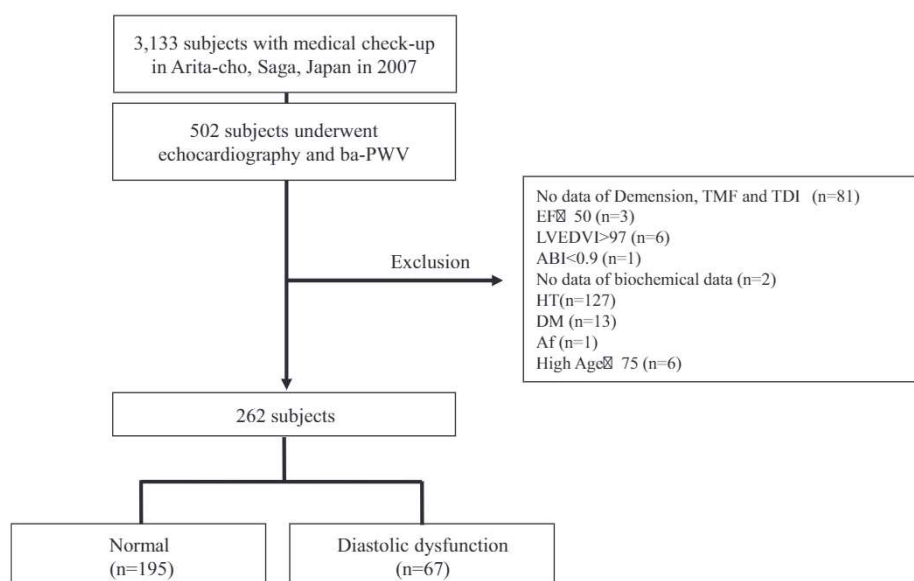 3,133 subjects with medical check-up
in Arita-cho, Saga, Japan in 2007
502 subjects underwent
echocardiography and ba-PWV
No data of Demension, TMF and TDI (n=81)
EF 50 (n=3)
LVEDVI>97 (n=6)
ABI<0.9 (n=1)
No data of biochemical data (n=2)
HT(n=127)
DM (n=13)
Af (n=1)
High Age 75 (n=6)
Exclusion
262 subjects
Normal
(n=195)
Diastolic dysfunction
(n=67)